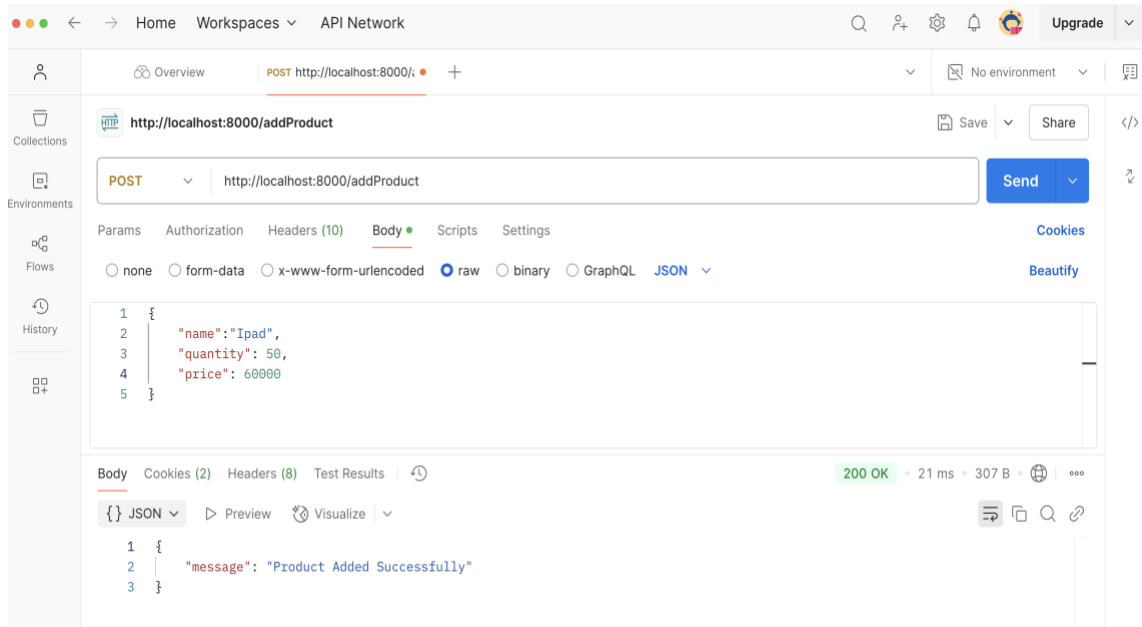 Home Workspaces API Network Upgrade
Overview POST http://localhost:8000/a No environment
HTTP http://localhost:8000/addProduct Save Share
Collections
POST http://localhost:8000/addProduct Send
Environments
Params Authorization Headers (10) Body Scripts Settings Cookies
Flows
none form-data x-www-form-urlencoded raw binary GraphQL JSON Beautify
History
1 {
2 "name":"Ipad",
3 "quantity": 50,
4 "price": 60000
5 }
Body Cookies (2) Headers (8) Test Results 200 OK 21 ms 307 B
{} JSON Preview Visualize
1 {
2 "message": "Product Added Successfully"
3 }